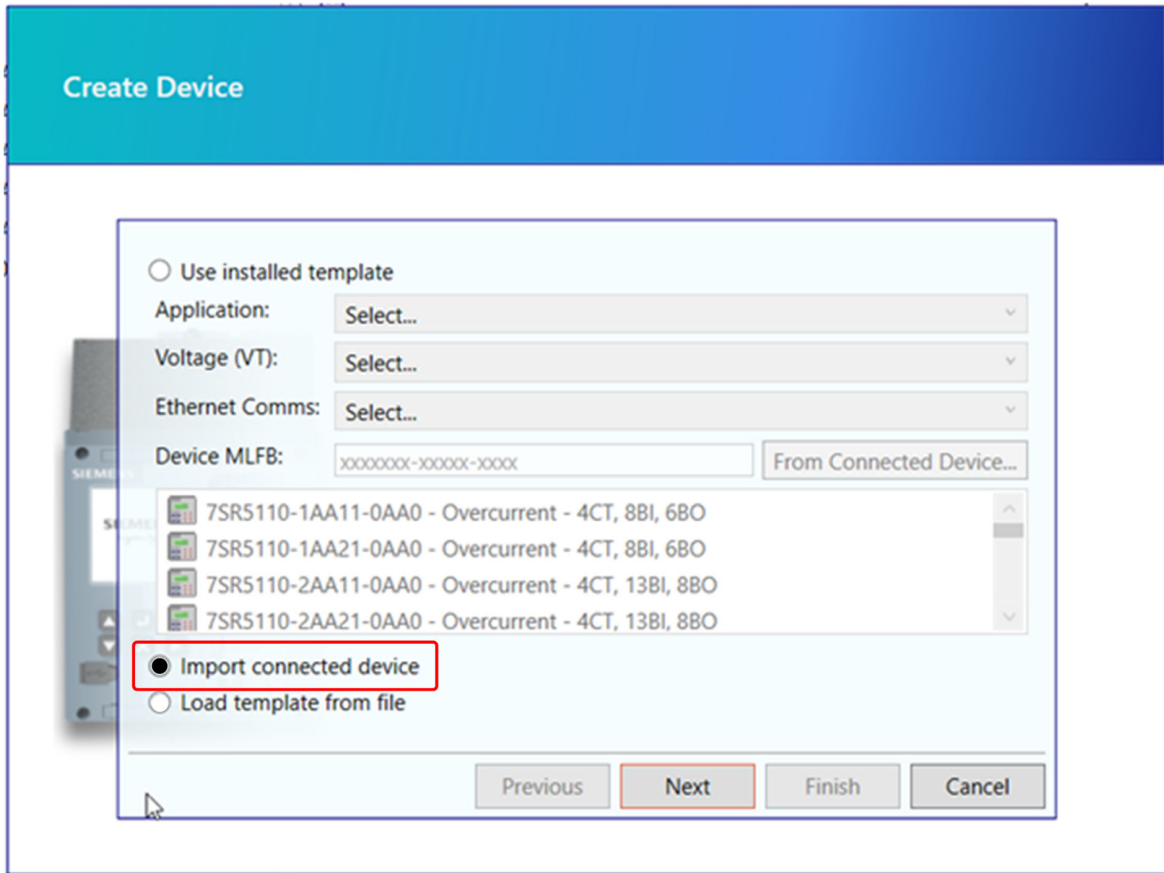 Create Device
Use installed template
Application:
Select...
Voltage (VT):
Select...
Ethernet Comms:
Select...
Device MLFB:
xxxxxxx-xxxxx-xxxx
From Connected Device...
SIEMENS
7SR5110-1AA11-0AA0 - Overcurrent - 4CT, 8BI, 6BO
7SR5110-1AA21-0AA0 - Overcurrent - 4CT, 8BI, 6BO
7SR5110-2AA11-0AA0 - Overcurrent - 4CT, 13BI, 8BO
7SR5110-2AA21-0AA0 - Overcurrent - 4CT, 13BI, 8BO
Import connected device
Load template from file
Previous
Next
Finish
Cancel